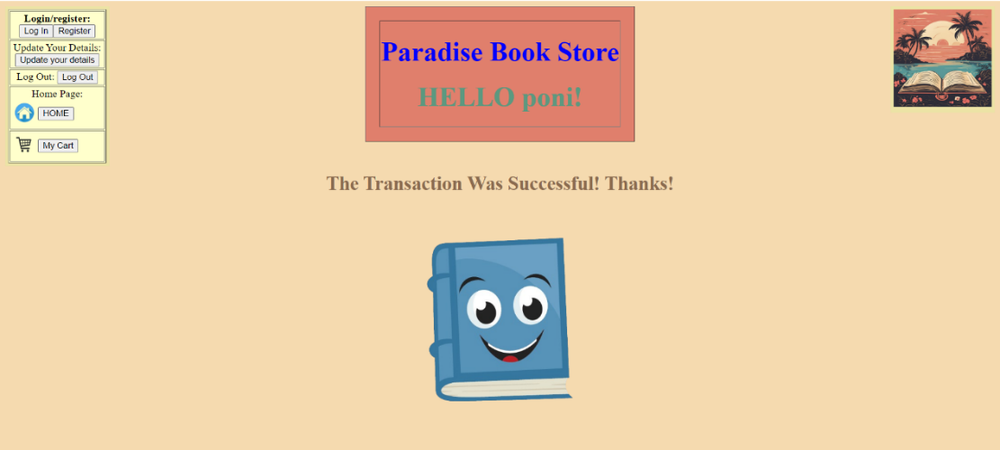 Login/register:
Log In Register
Update Your Details:
Update your details
Log Out: Log Out
Home Page:
HOME
My Cart
Paradise Book Store
HELLO poni!
The Transaction Was Successful! Thanks!